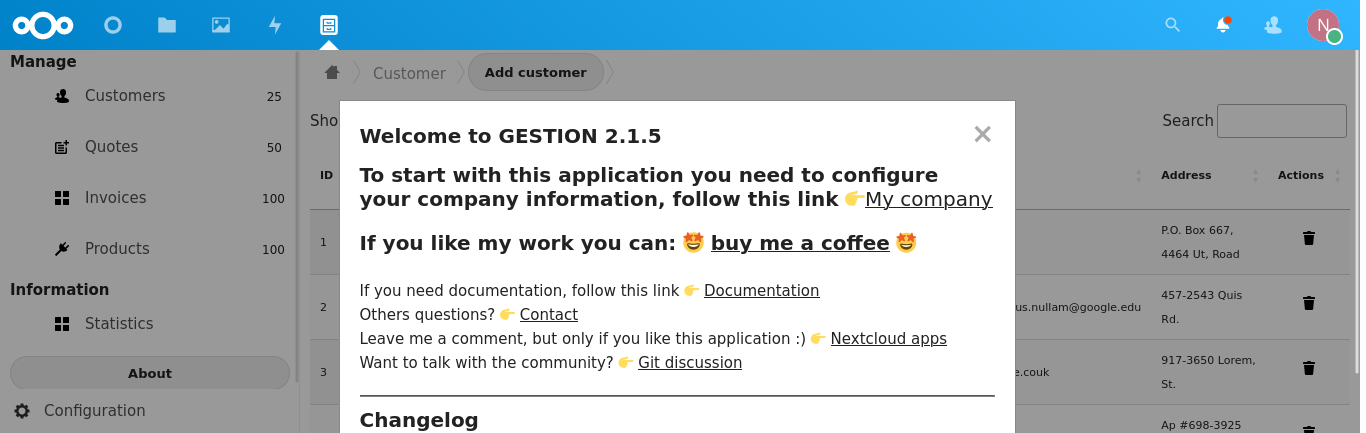 N
Manage
Customers 25
Quotes 50
Invoices 100
Products 100
Information
Statistics
About
Configuration
Customer
Add customer
Search
ID
Address
Actions
1
P.O. Box 667,
4464 Ut, Road
2
us.nullam@google.edu
457-2543 Quis
Rd.
3
e.couk
917-3650 Lorem,
St.
Ap #698-3925
Welcome to GESTION 2.1.5
To start with this application you need to configure
your company information, follow this link 👉My company
If you like my work you can: 🤩 buy me a coffee 🤩
If you need documentation, follow this link 👉 Documentation
Others questions? 👉 Contact
Leave me a comment, but only if you like this application :) 👉 Nextcloud apps
Want to talk with the community? 👉 Git discussion
Changelog